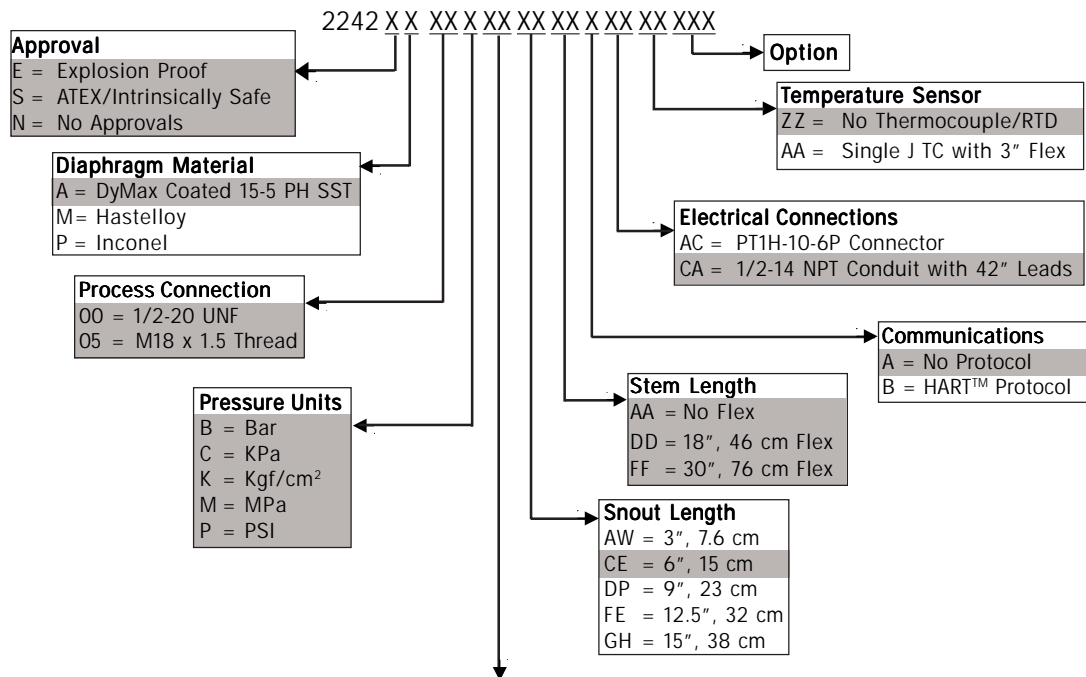 2242 X X XX X XX XX XX X XX XX XXX
Option
Approval
E = Explosion Proof
S = ATEX/Intrinsically Safe
N = No Approvals
Temperature Sensor
ZZ = No Thermocouple/RTD
AA = Single J TC with 3" Flex
Diaphragm Material
A = DyMax Coated 15-5 PH SST
M= Hastelloy
P = Inconel
Electrical Connections
AC = PT1H-10-6P Connector
CA = 1/2-14 NPT Conduit with 42" Leads
Process Connection
00 = 1/2-20 UNF
05 = M18 x 1.5 Thread
Communications
A = No Protocol
B = HART™ Protocol
Pressure Units
B = Bar
C = KPa
K = Kgf/cm²
M = MPa
P = PSI
Stem Length
AA = No Flex
DD = 18", 46 cm Flex
FF = 30", 76 cm Flex
Snout Length
AW = 3", 7.6 cm
CE = 6", 15 cm
DP = 9", 23 cm
FE = 12.5", 32 cm
GH = 15", 38 cm